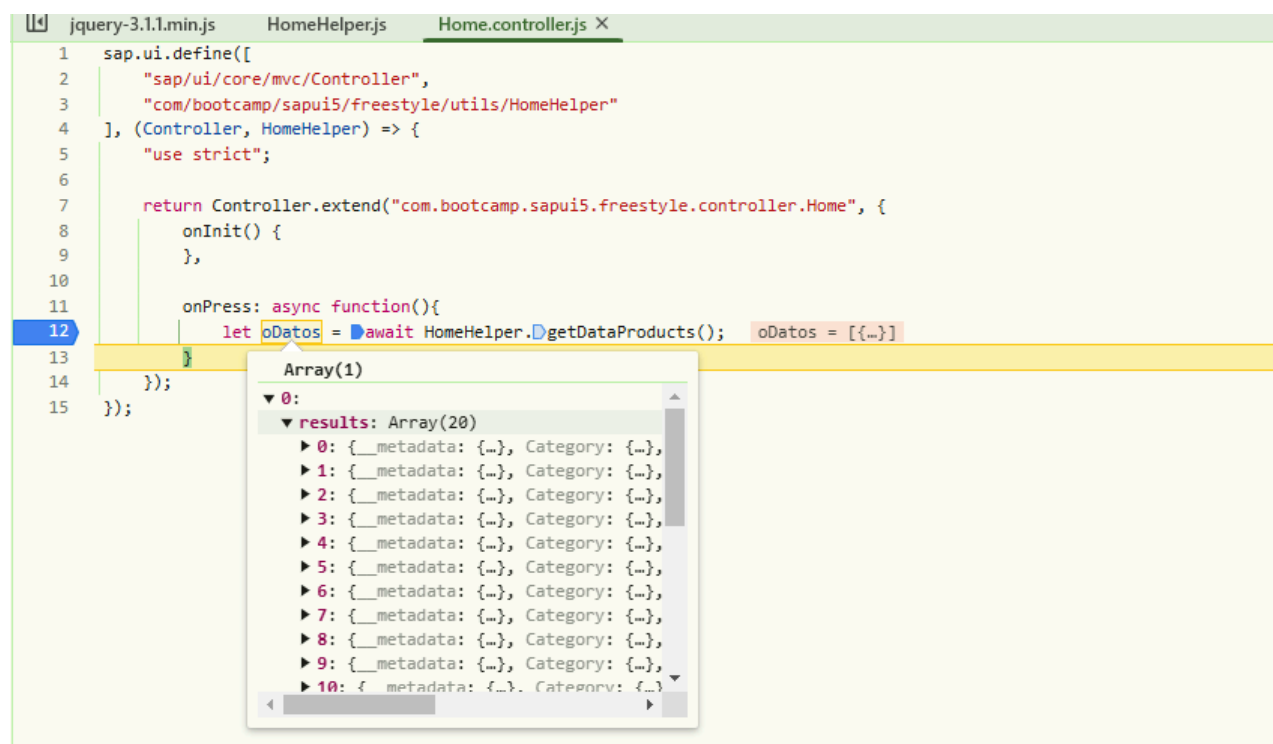 jquery-3.1.1.min.js HomeHelper.js Home.controller.js ×
1 sap.ui.define([
2 "sap/ui/core/mvc/Controller",
3 "com/bootcamp/sapui5/freestyle/utils/HomeHelper"
4 ], (Controller, HomeHelper) => {
5 "use strict";
6
7 return Controller.extend("com.bootcamp.sapui5.freestyle.controller.Home", {
8 onInit() {
9 },
10
11 onPress: async function(){
12 let oDatos = await HomeHelper.getDataProducts(); oDatos = [{…}]
13 }
14 });
15 });
Array(1)
▼ 0:
▼ results: Array(20)
▶ 0: {__metadata: {…}, Category: {…},
▶ 1: {__metadata: {…}, Category: {…},
▶ 2: {__metadata: {…}, Category: {…},
▶ 3: {__metadata: {…}, Category: {…},
▶ 4: {__metadata: {…}, Category: {…},
▶ 5: {__metadata: {…}, Category: {…},
▶ 6: {__metadata: {…}, Category: {…},
▶ 7: {__metadata: {…}, Category: {…},
▶ 8: {__metadata: {…}, Category: {…},
▶ 9: {__metadata: {…}, Category: {…},
▶ 10: {__metadata: {…}, Category: {…}